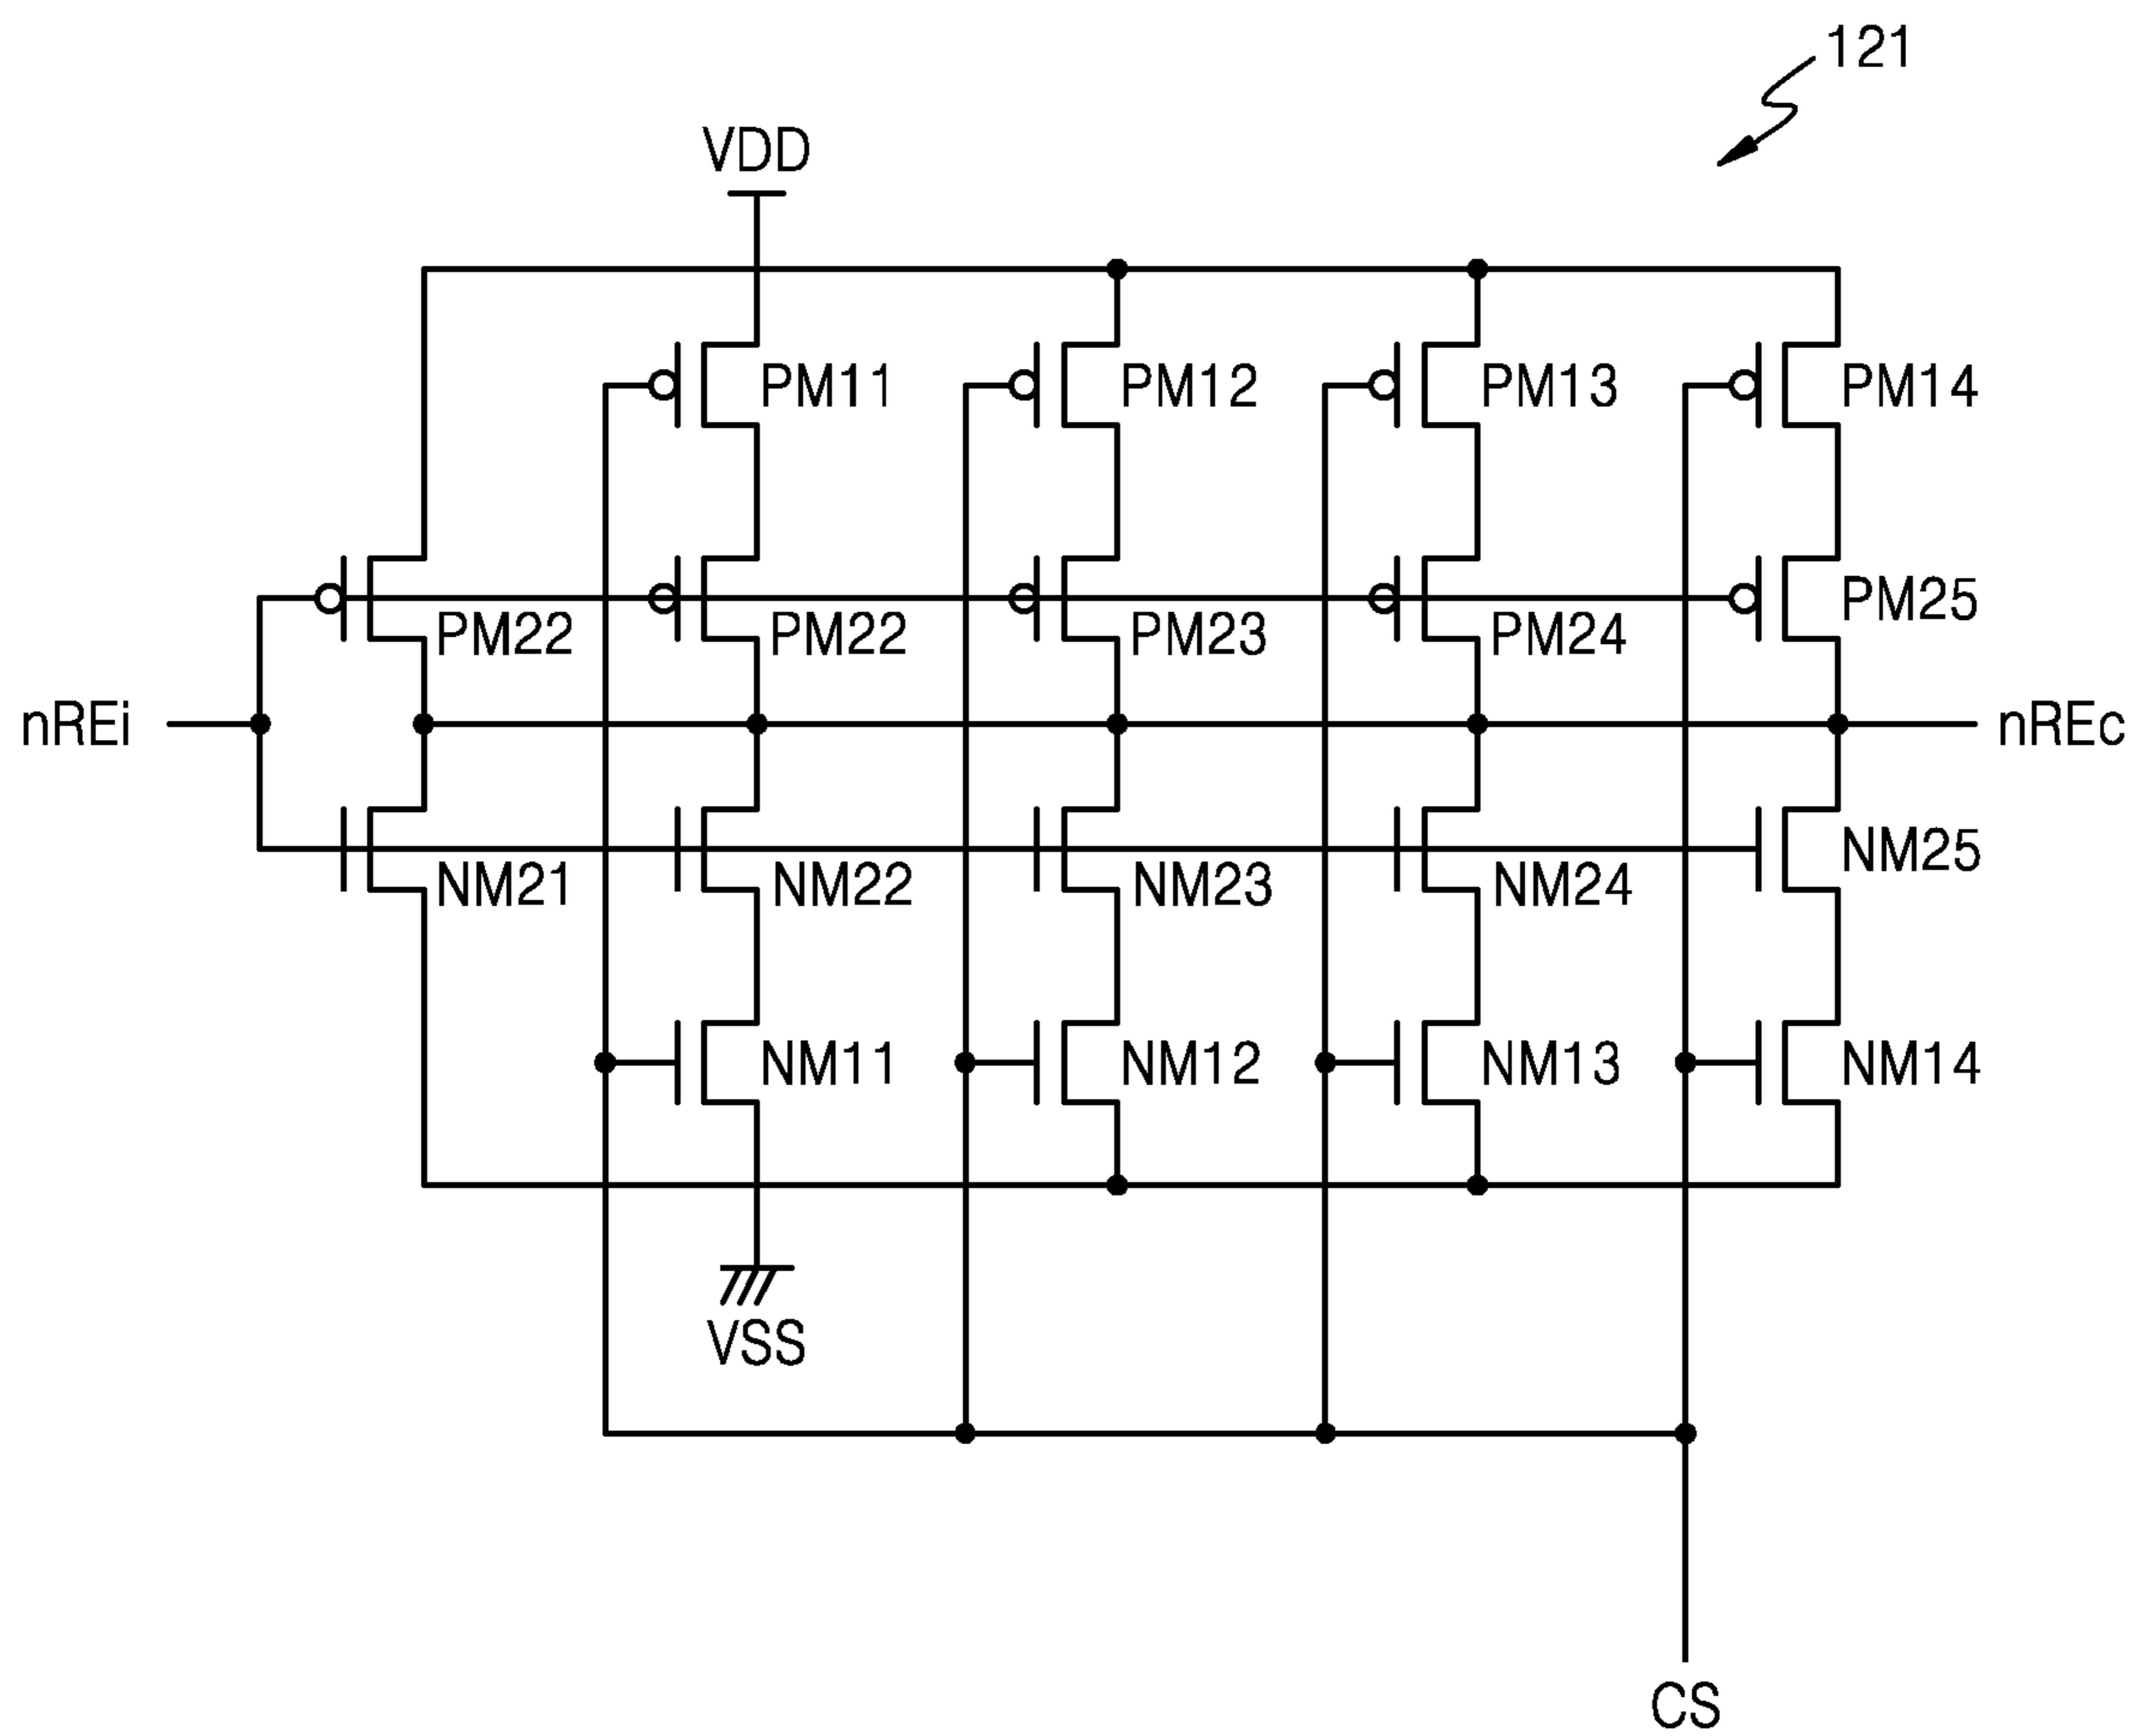 121
VDD
PM11 PM12 PM13 PM14
PM22 PM22 PM23 PM24 PM25
nREi nREc
NM21 NM22 NM23 NM24 NM25
NM11 NM12 NM13 NM14
VSS
CS